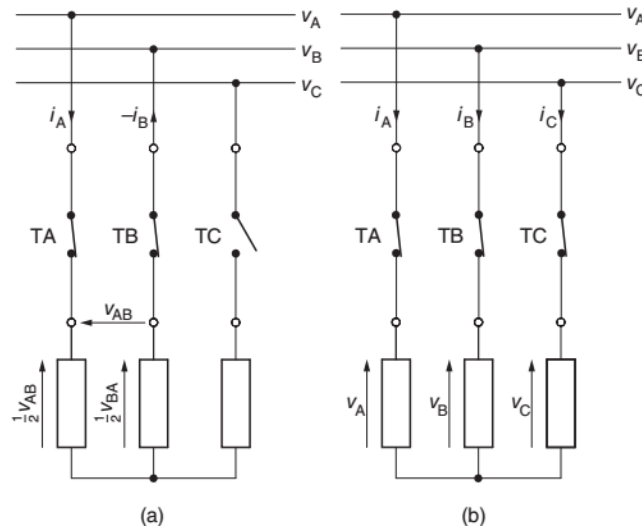 vA vA
vB vB
vC vC
iA –iB iA iB iC
TA TB TC TA TB TC
vAB
½vAB ½vBA vA vB vC
(a) (b)